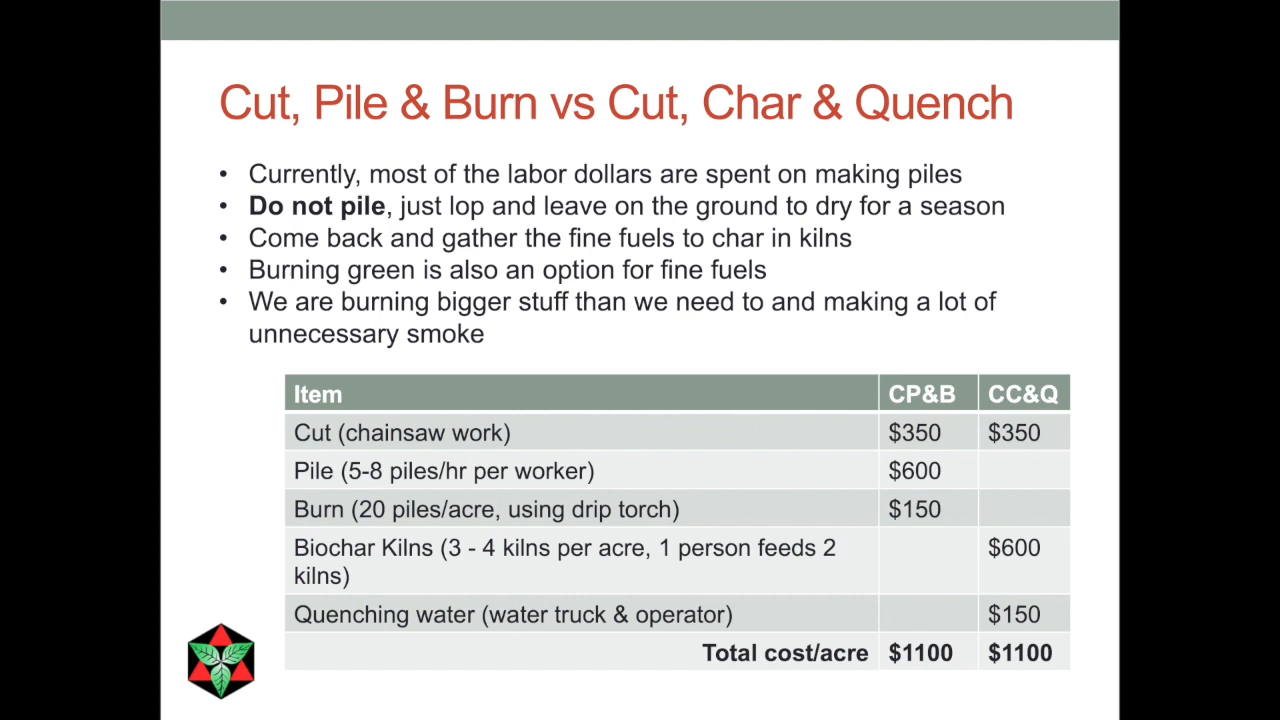 Cut, Pile & Burn vs Cut, Char & Quench
• Currently, most of the labor dollars are spent on making piles
• Do not pile, just lop and leave on the ground to dry for a season
• Come back and gather the fine fuels to char in kilns
• Burning green is also an option for fine fuels
• We are burning bigger stuff than we need to and making a lot of
unnecessary smoke
Item CP&B CC&Q
Cut (chainsaw work) $350 $350
Pile (5-8 piles/hr per worker) $600
Burn (20 piles/acre, using drip torch) $150
Biochar Kilns (3 - 4 kilns per acre, 1 person feeds 2 $600
kilns)
Quenching water (water truck & operator) $150
Total cost/acre $1100 $1100